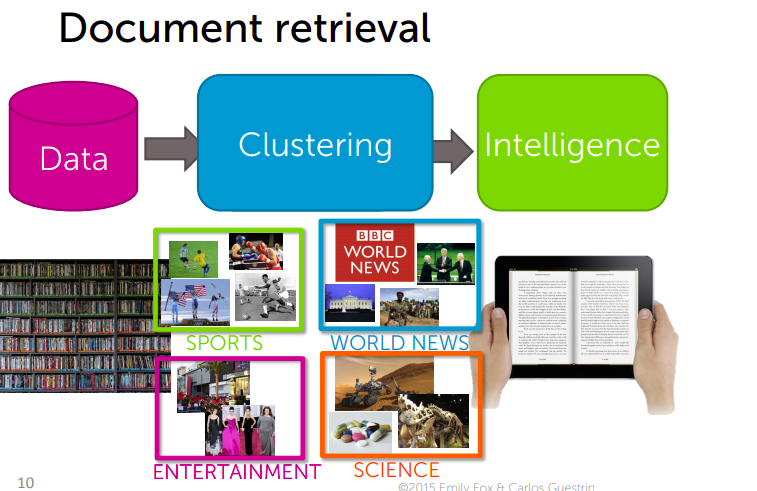 Document retrieval
Data
Clustering
Intelligence
BBC
WORLD
NEWS
SPORTS
WORLD NEWS
ENTERTAINMENT
SCIENCE
10
©2015 Emily Fox & Carlos Guestrin